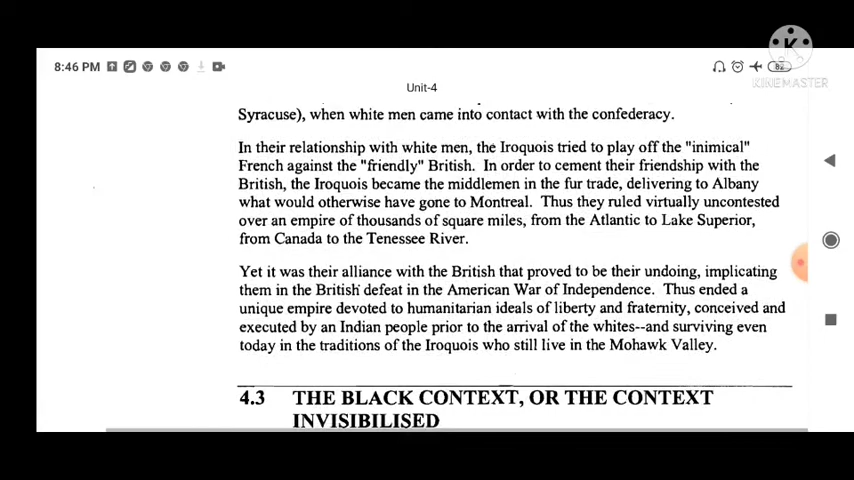 8:46 PM
82
K
KINEMASTER
Unit-4
Syracuse), when white men came into contact with the confederacy.
In their relationship with white men, the Iroquois tried to play off the "inimical"
French against the "friendly" British. In order to cement their friendship with the
British, the Iroquois became the middlemen in the fur trade, delivering to Albany
what would otherwise have gone to Montreal. Thus they ruled virtually uncontested
over an empire of thousands of square miles, from the Atlantic to Lake Superior,
from Canada to the Tenessee River.
Yet it was their alliance with the British that proved to be their undoing, implicating
them in the British defeat in the American War of Independence. Thus ended a
unique empire devoted to humanitarian ideals of liberty and fraternity, conceived and
executed by an Indian people prior to the arrival of the whites--and surviving even
today in the traditions of the Iroquois who still live in the Mohawk Valley.
4.3 THE BLACK CONTEXT, OR THE CONTEXT
INVISIBILISED